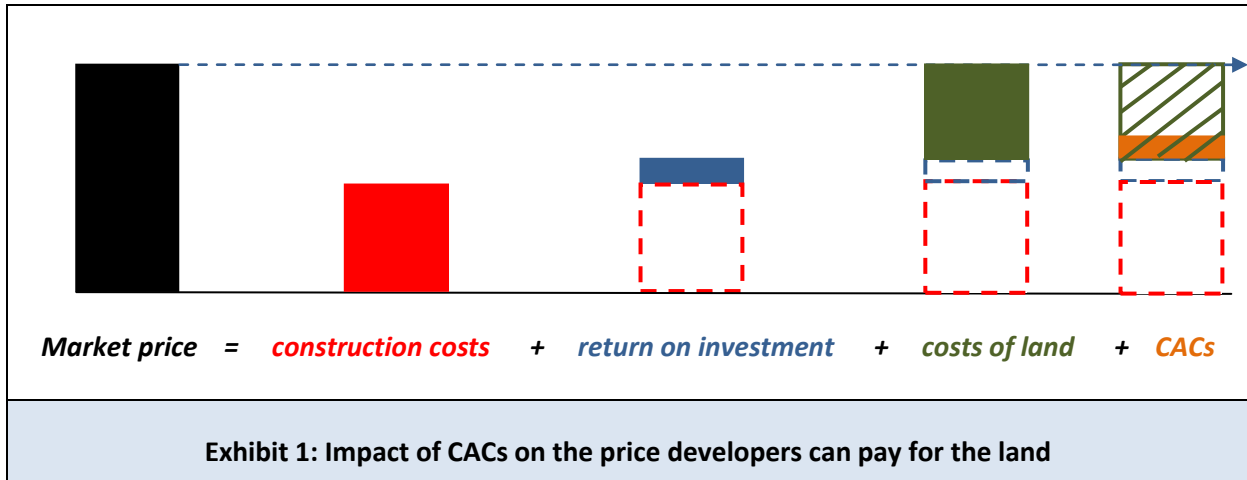 Market price = construction costs + return on investment + costs of land + CACs
Exhibit 1: Impact of CACs on the price developers can pay for the land